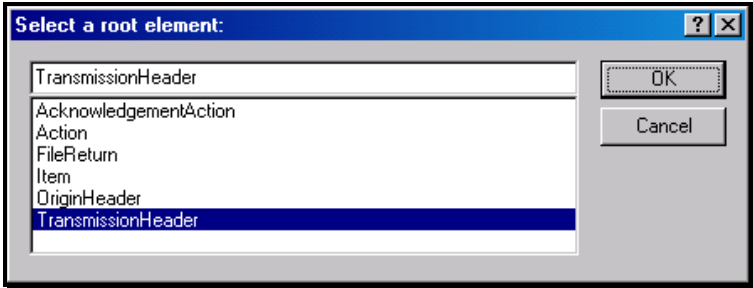 Select a root element:
TransmissionHeader
OK
AcknowledgementAction
Action
Cancel
FileReturn
Item
OriginHeader
TransmissionHeader